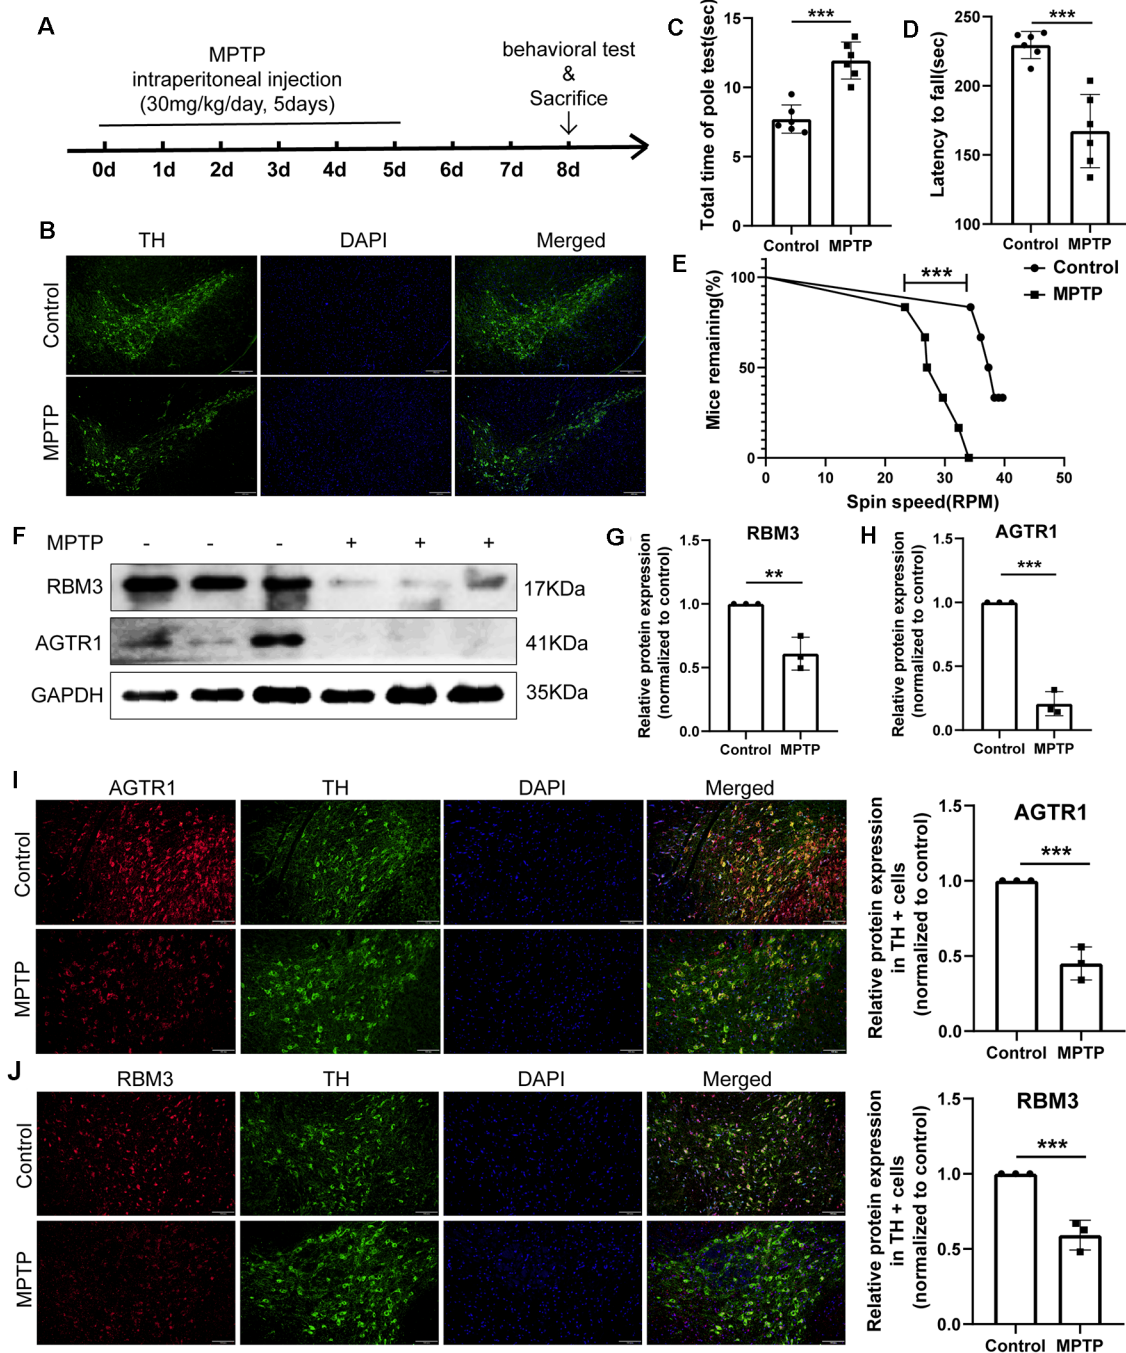 A
MPTP
intraperitoneal injection
(30mg/kg/day, 5days)
behavioral test
&
Sacrifice
0d 1d 2d 3d 4d 5d 6d 7d 8d
B
TH DAPI Merged
Control
MPTP
C
Total time of pole test(sec)
15
10
5
0
***
Control MPTP
D
Latency to fall(sec)
250
200
150
100
***
Control MPTP
E
Mice remaining(%)
100
50
0
***
Control
MPTP
0 10 20 30 40 50
Spin speed(RPM)
F
MPTP - - - + + +
RBM3 17KDa
AGTR1 41KDa
GAPDH 35KDa
G
RBM3
Relative protein expression
(normalized to control)
1.5
1.0
0.5
0.0
**
Control MPTP
H
AGTR1
Relative protein expression
(normalized to control)
1.5
1.0
0.5
0.0
***
Control MPTP
I
AGTR1 TH DAPI Merged
Control
MPTP
AGTR1
Relative protein expression
in TH + cells
(normalized to control)
1.5
1.0
0.5
0.0
***
Control MPTP
J
RBM3 TH DAPI Merged
Control
MPTP
RBM3
Relative protein expression
in TH + cells
(normalized to control)
1.5
1.0
0.5
0.0
***
Control MPTP